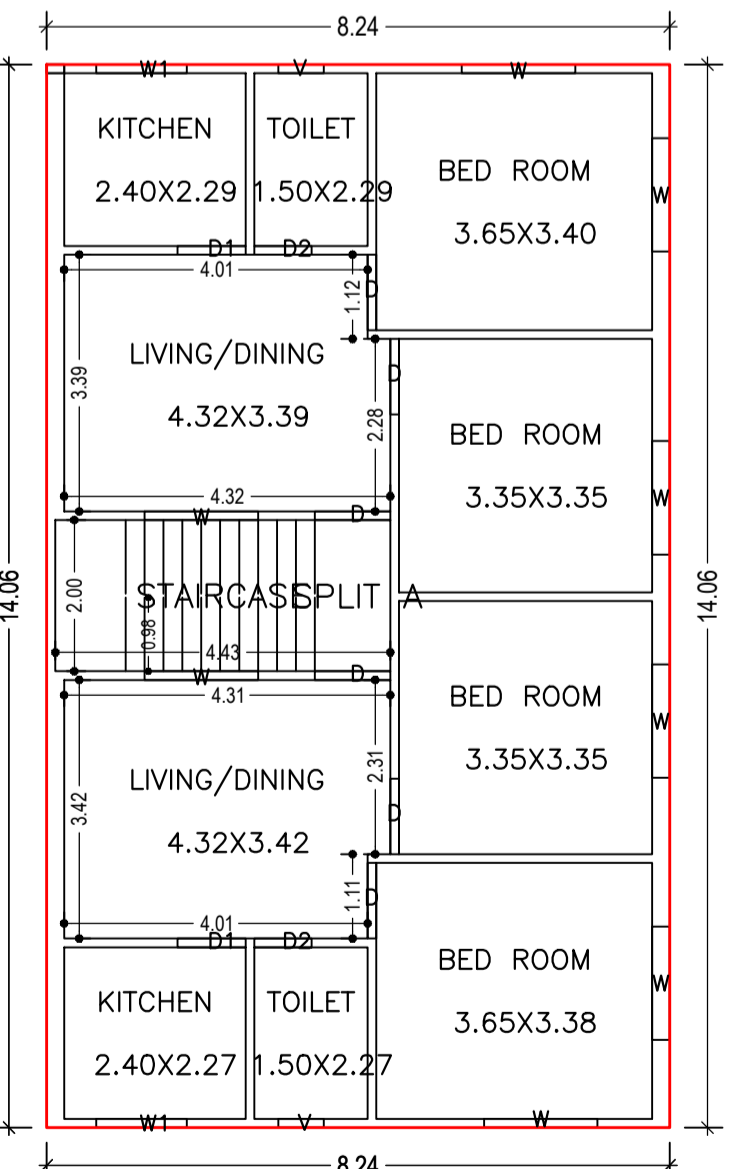 8.24
W1
V
W
KITCHEN
2.40X2.29
TOILET
1.50X2.29
BED ROOM
3.65X3.40
W
D1
D2
4.01
1.12
D
LIVING/DINING
4.32X3.39
3.39
D
2.28
BED ROOM
3.35X3.35
W
4.32
W
D
14.06
2.00
STAIRCASE
SPLIT A
0.98
14.06
4.43
W
D
4.31
BED ROOM
3.35X3.35
W
LIVING/DINING
4.32X3.42
3.42
2.31
D
1.11
D
4.01
D1
D2
BED ROOM
3.65X3.38
W
KITCHEN
2.40X2.27
TOILET
1.50X2.27
W1
V
W
8.24